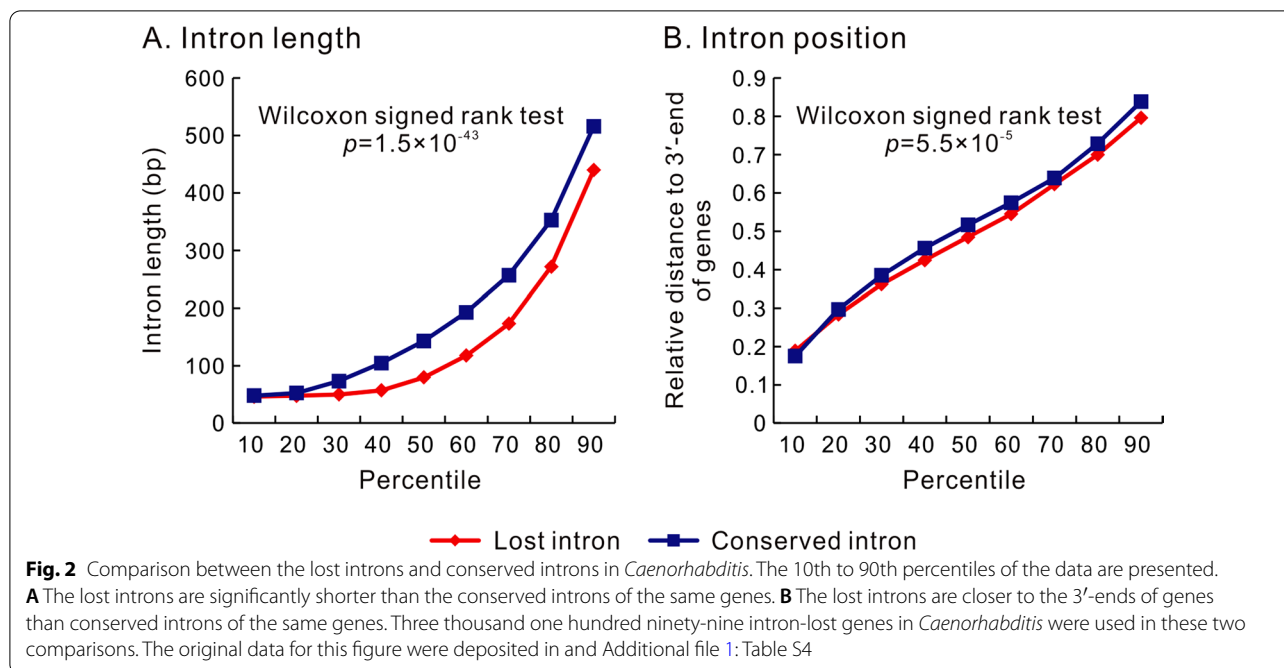 A. Intron length
600
500
400
300
200
100
0
Intron length (bp)
Wilcoxon signed rank test
p=1.5×10⁻⁴³
10 20 30 40 50 60 70 80 90
Percentile
B. Intron position
0.9
0.8
0.7
0.6
0.5
0.4
0.3
0.2
0.1
0
Relative distance to 3′-end
of genes
Wilcoxon signed rank test
p=5.5×10⁻⁵
10 20 30 40 50 60 70 80 90
Percentile
Lost intron Conserved intron
Fig. 2 Comparison between the lost introns and conserved introns in Caenorhabditis. The 10th to 90th percentiles of the data are presented.
A The lost introns are significantly shorter than the conserved introns of the same genes. B The lost introns are closer to the 3′-ends of genes
than conserved introns of the same genes. Three thousand one hundred ninety-nine intron-lost genes in Caenorhabditis were used in these two
comparisons. The original data for this figure were deposited in and Additional file 1: Table S4